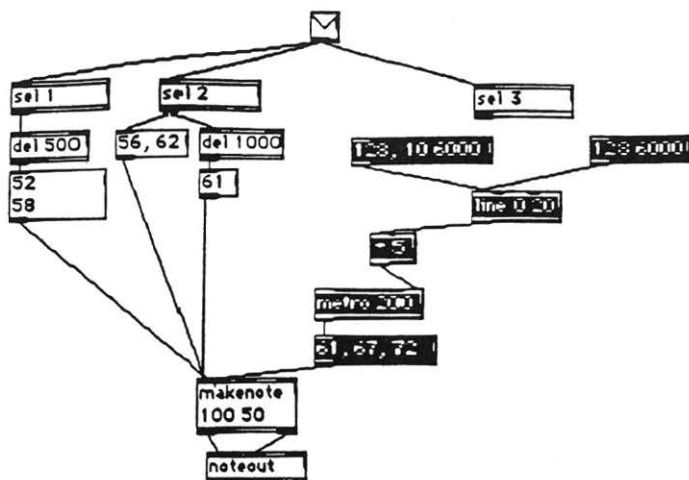 sel 1
sel 2
sel 3
del 500
56, 62
del 1000
128, 10 6000
128 6000
52
58
61
line 0 20
* 5
metro 200
61, 67, 72
makenote
100 50
noteout